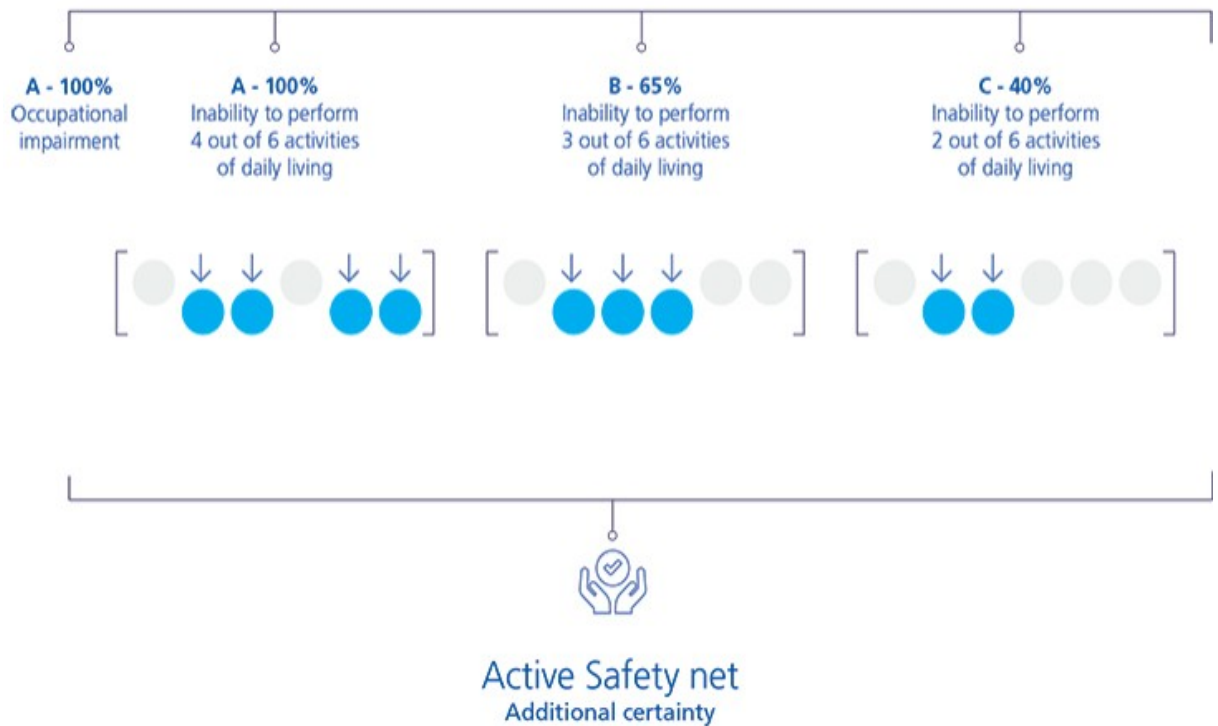 A - 100%
Occupational
impairment
A - 100%
Inability to perform
4 out of 6 activities
of daily living
B - 65%
Inability to perform
3 out of 6 activities
of daily living
C - 40%
Inability to perform
2 out of 6 activities
of daily living
Active Safety net
Additional certainty